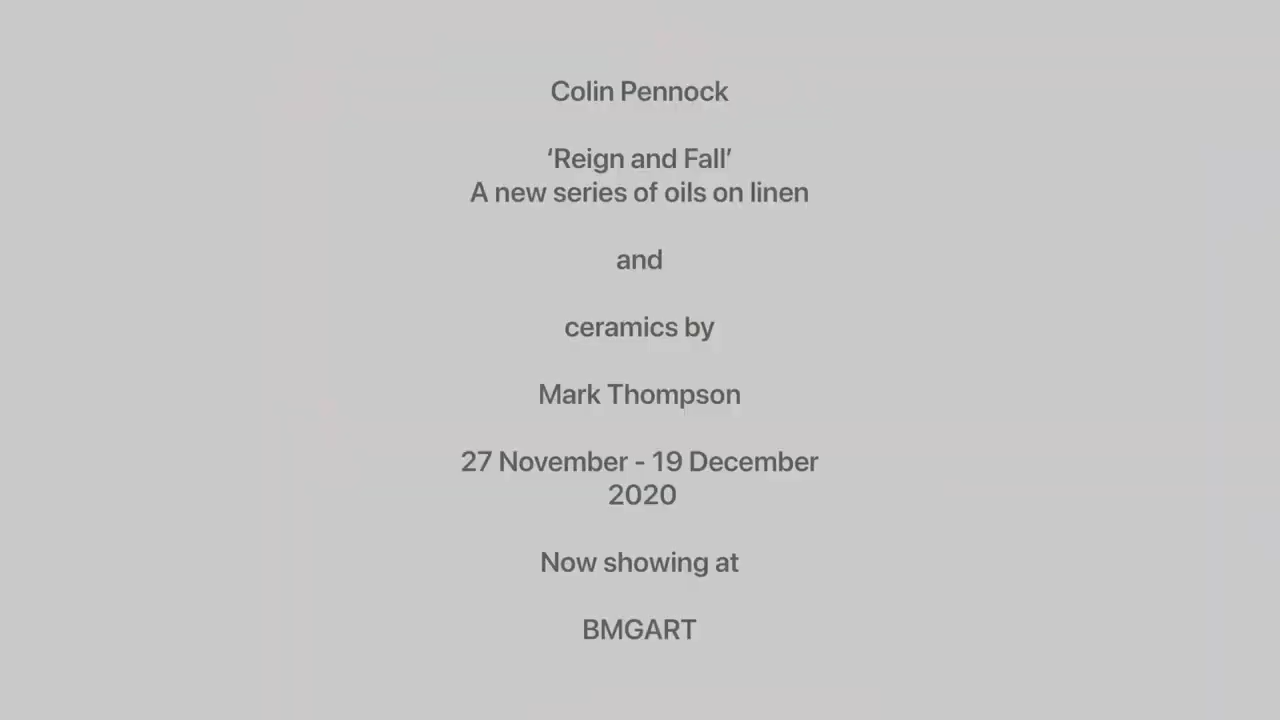 Colin Pennock
‘Reign and Fall’
A new series of oils on linen
and
ceramics by
Mark Thompson
27 November - 19 December
2020
Now showing at
BMGART